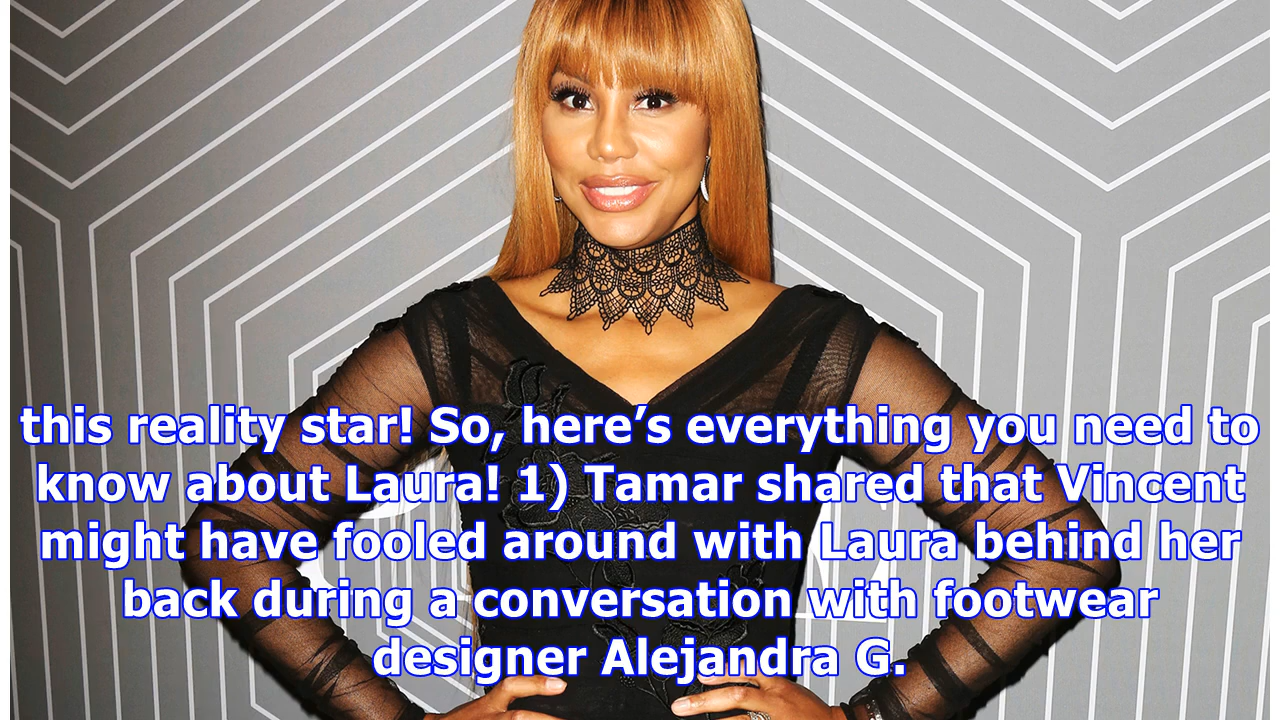 this reality star! So, here’s everything you need to
know about Laura! 1) Tamar shared that Vincent
might have fooled around with Laura behind her
back during a conversation with footwear
designer Alejandra G.